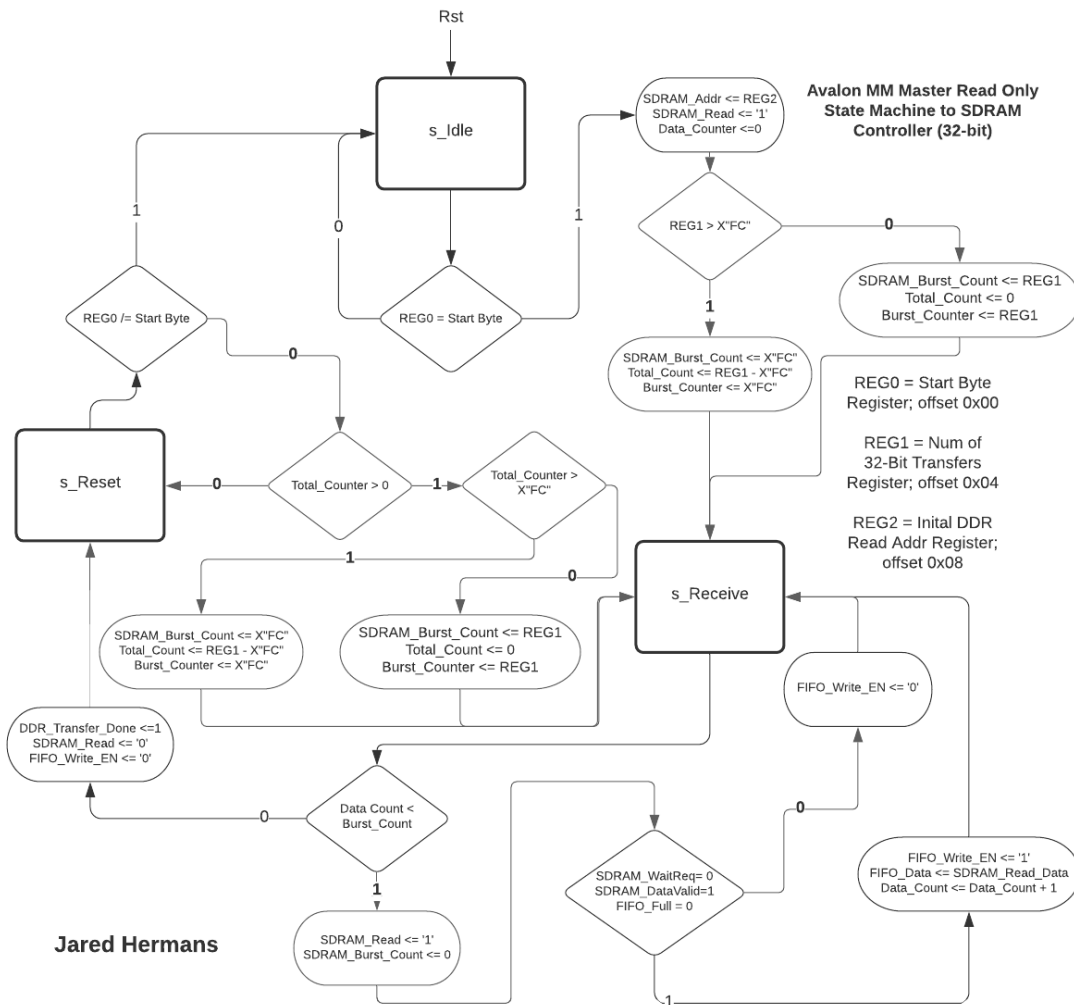 Rst
s_Idle
SDRAM_Addr <= REG2
SDRAM_Read <= '1'
Data_Counter <=0
Avalon MM Master Read Only
State Machine to SDRAM
Controller (32-bit)
1
0
1
REG1 > X"FC"
0
REG0 /= Start Byte
REG0 = Start Byte
SDRAM_Burst_Count <= REG1
Total_Count <= 0
Burst_Counter <= REG1
1
0
SDRAM_Burst_Count <= X"FC"
Total_Count <= REG1 - X"FC"
Burst_Counter <= X"FC"
REG0 = Start Byte
Register; offset 0x00
REG1 = Num of
32-Bit Transfers
Register; offset 0x04
REG2 = Inital DDR
Read Addr Register;
offset 0x08
s_Reset
0
Total_Counter > 0
1
Total_Counter >
X"FC"
1
0
s_Receive
SDRAM_Burst_Count <= X"FC"
Total_Count <= REG1 - X"FC"
Burst_Counter <= X"FC"
SDRAM_Burst_Count <= REG1
Total_Count <= 0
Burst_Counter <= REG1
FIFO_Write_EN <= '0'
DDR_Transfer_Done <=1
SDRAM_Read <= '0'
FIFO_Write_EN <= '0'
0
Data Count <
Burst_Count
0
1
SDRAM_WaitReq= 0
SDRAM_DataValid=1
FIFO_Full = 0
FIFO_Write_EN <= '1'
FIFO_Data <= SDRAM_Read_Data
Data_Count <= Data_Count + 1
Jared Hermans
SDRAM_Read <= '1'
SDRAM_Burst_Count <= 0
1